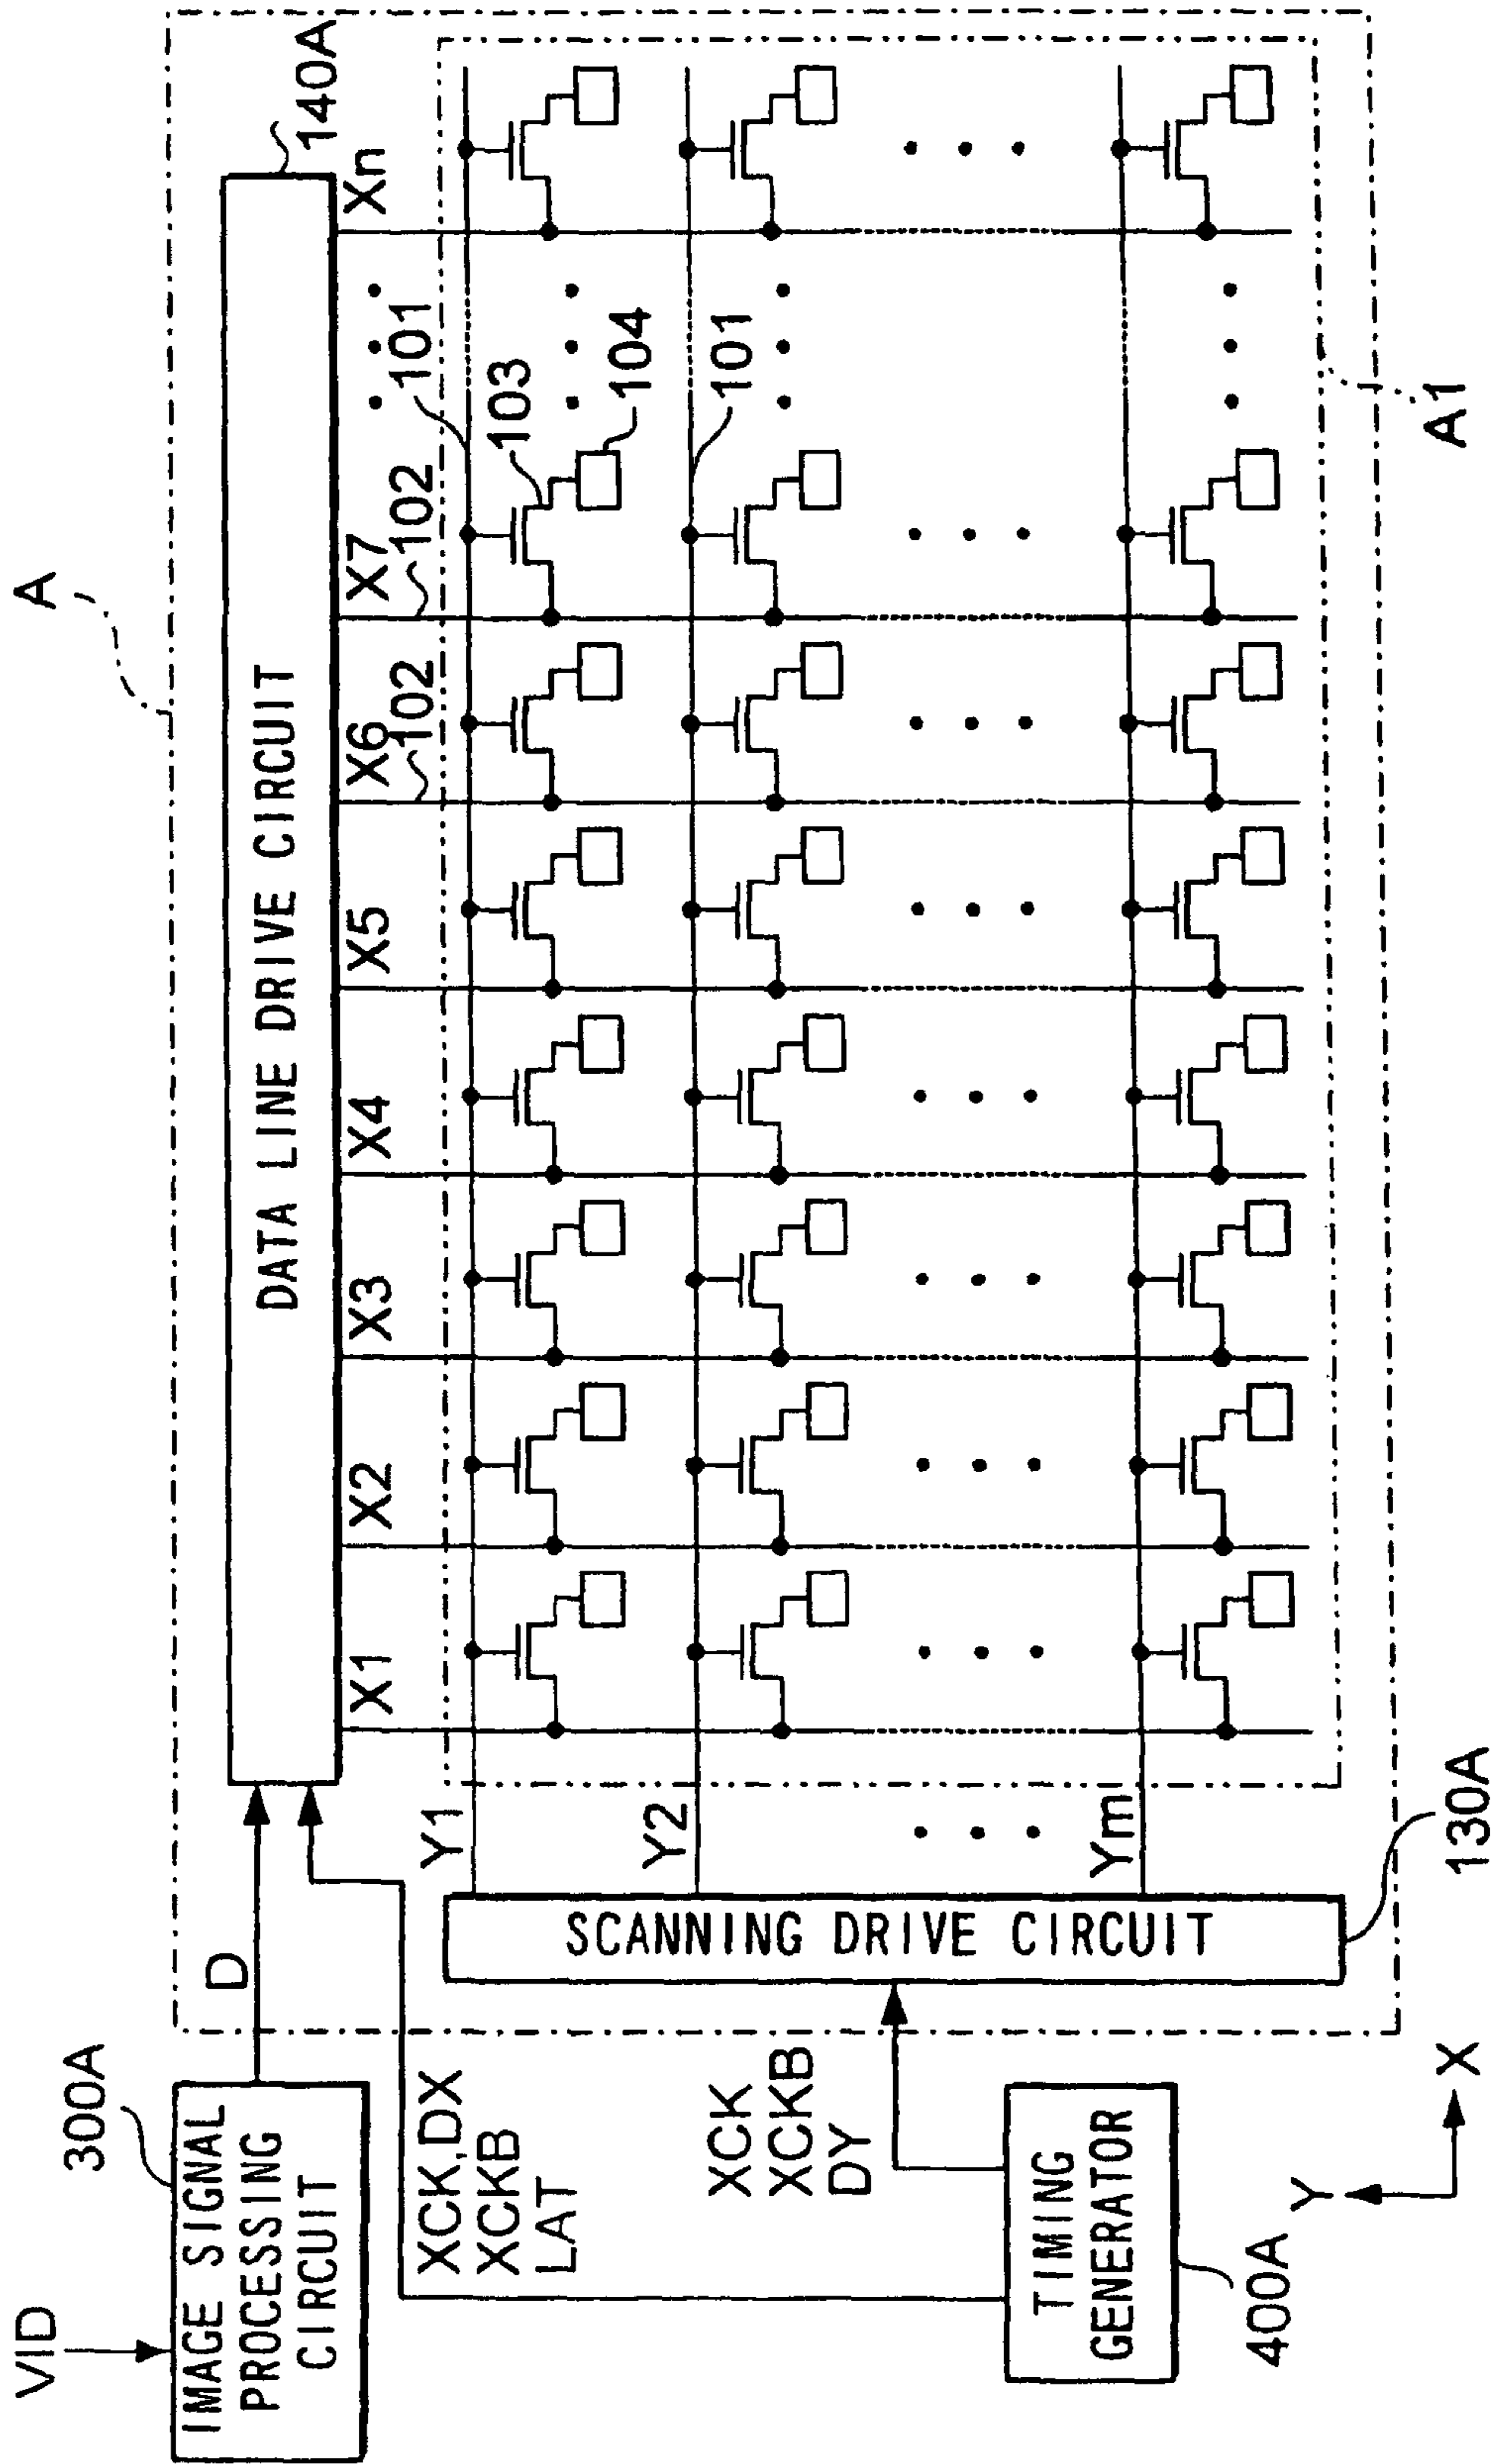 VID
300A
IMAGE SIGNAL
PROCESSING
CIRCUIT
D
A
DATA LINE DRIVE CIRCUIT
140A
X1 X2 X3 X4 X5 X6 X7 Xn
102 102 101
103
104
101
Y1
Y2
Ym
SCANNING DRIVE CIRCUIT
130A
A1
XCK,DX
XCKB
LAT
XCK
XCKB
DY
TIMING
GENERATOR
400A
Y
X